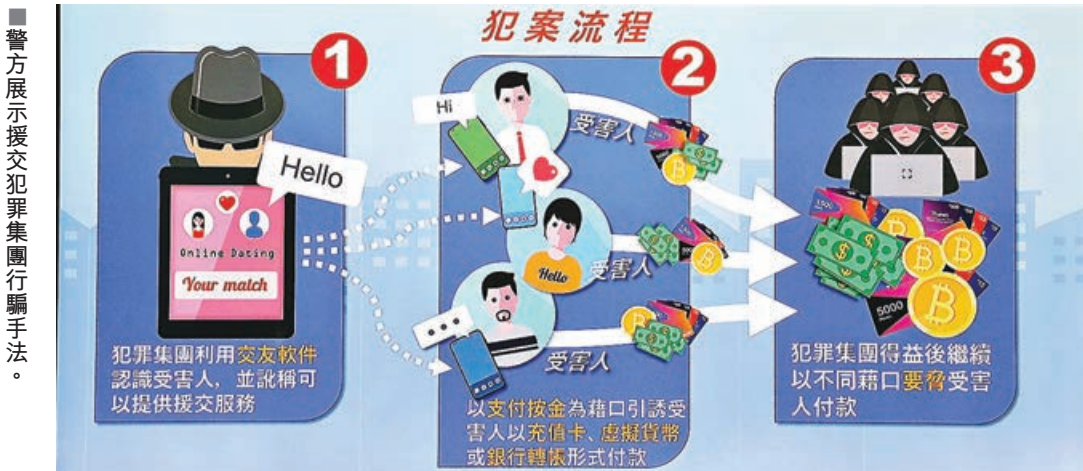 ■警方展示援交犯罪集團行騙手法。
犯案流程
1
Hello
Online Dating
Your match
犯罪集團利用交友軟件
認識受害人，並訛稱可
以提供援交服務
2
Hi
受害人
Hello
受害人
受害人
以支付按金為藉口引誘受
害人以充值卡、虛擬貨幣
或銀行轉帳形式付款
3
5000
犯罪集團得益後繼續
以不同藉口要脅受害
人付款